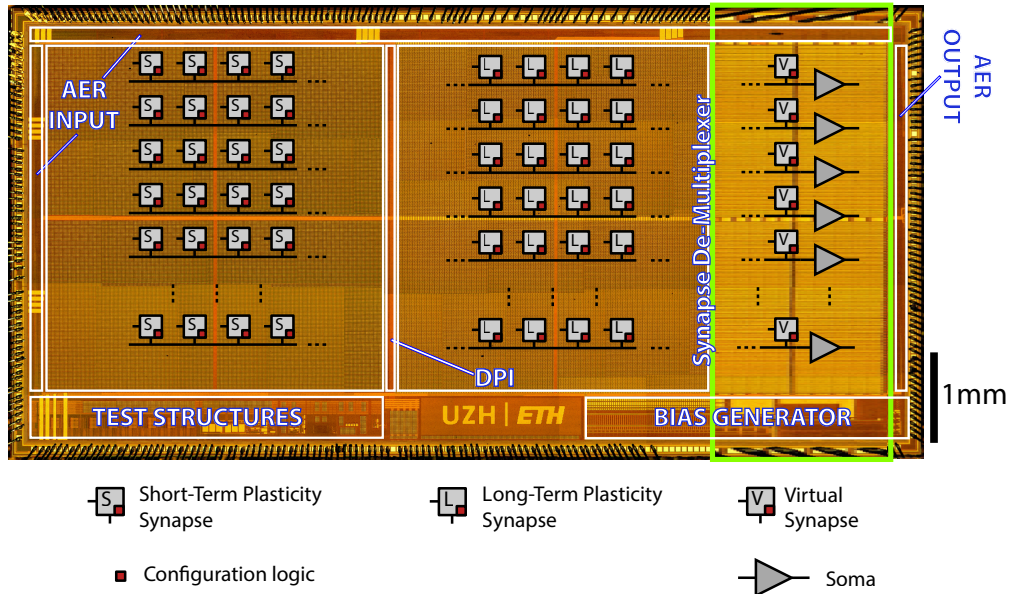 AER
INPUT
AER
OUTPUT
S S S S
L L L L
V
S S S S
L L L L
V
S S S S
L L L L
V
S S S S
L L L L
V
S S S S
L L L L
V
S S S S
L L L L
V
Synapse De-Multiplexer
DPI
1mm
TEST STRUCTURES
UZH | ETH
BIAS GENERATOR
S Short-Term Plasticity
Synapse
L Long-Term Plasticity
Synapse
V Virtual
Synapse
Configuration logic
Soma